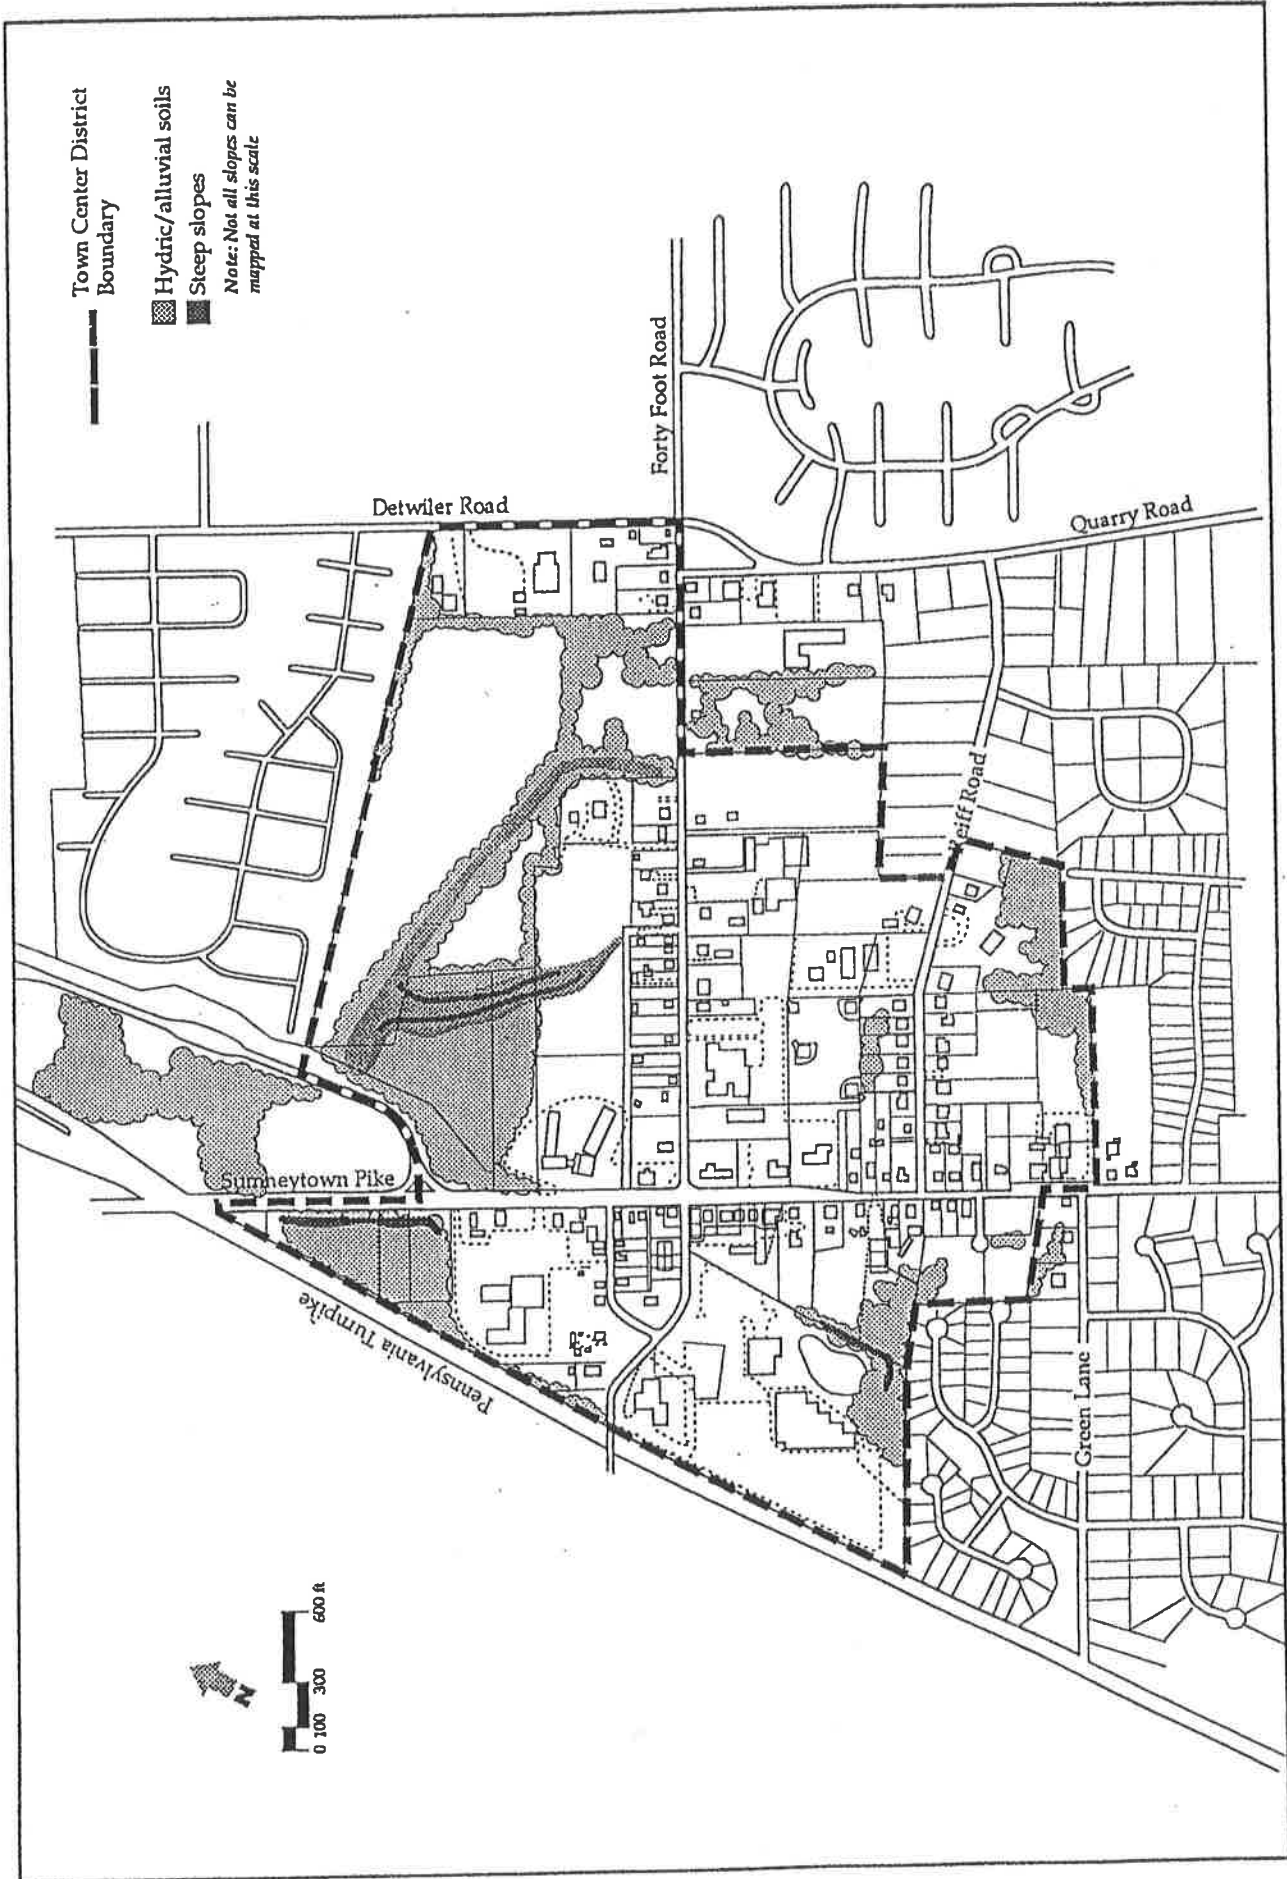 Town Center District
Boundary
Hydric/alluvial soils
Steep slopes
Note: Not all slopes can be
mapped at this scale
Detwiler Road
Forty Foot Road
Quarry Road
eiff Road
Sumneytown Pike
Pennsylvania Turnpike
Green Lane
N
0 100 300 600 ft